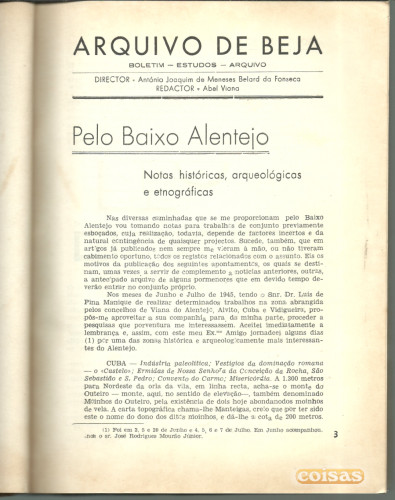 ARQUIVO DE BEJA
BOLETIM — ESTUDOS — ARQUIVO
DIRECTOR - António Joaquim de Meneses Belard da Fonseca
REDACTOR - Abel Viana
Pelo Baixo Alentejo
Notas históricas, arqueológicas
e etnográficas
Nas diversas caminhadas que se me proporcionam pelo Baixo
Alentejo vou tomando notas para trabalhos de conjunto previamente
esboçados, cuja realização, todavia, depende de factores incertos e da
natural contingência de quaisquer projectos. Sucede, também, que em
artigos já publicados nem sempre me vieram à mão, ou não tiveram
cabimento oportuno, todos os registos relacionados com o assunto. Eis os
motivos da publicação dos seguintes apontamentos, os quais se desti-
nam, umas vezes a servir de complemento a notícias anteriores, outras,
a antecipado arquivo de alguns pormenores que em devido tempo de-
verão entrar no conjunto próprio.
Nos meses de Junho e Julho de 1945, tendo o Snr. Dr. Luís de
Pina Manique de realizar determinados trabalhos na zona abrangida
pelos concelhos de Viana do Alentejo, Alvito, Cuba e Vidigueira, pro-
pôs-me aproveitar a sua companhia para, do minha parte, proceder a
pesquisas que porventura me interessassem. Aceitei imediatamente a
lembrança e, assim, com este meu Ex.mo Amigo jornadeei alguns dias
(1) por uma das zonas histórica e arqueologicamente mais interessan-
tes do Alentejo.
CUBA — Indústria paleolítica; Vestígios da dominação romana
— o «Castelo»; Ermidas de Nossa Senhora da Conceição da Rocha, São
Sebastião e S. Pedro; Convento do Carmo; Misericórdia. A 1.300 metros
para Nordeste da orla da vila, em linha recta, acha-se o monte do
Outeiro — monte, aqui, no sentido de elevação—, também denominado
Moinhos do Outeiro, pela existência de dois hoje abandonados moinhos
de vela. A carta topográfica chama-lhe Manteigas, creio que por ter sido
este o nome do dono dos ditos moinhos, e dá-lhe a cota de 200 metros.
(1) Foi em 2, 5 e 26 de Junho e 4, 5, 6 e 7 de Julho. Em Junho acompanhou-
nos o sr. José Rodrigues Mourão Júnior.
3
coisas